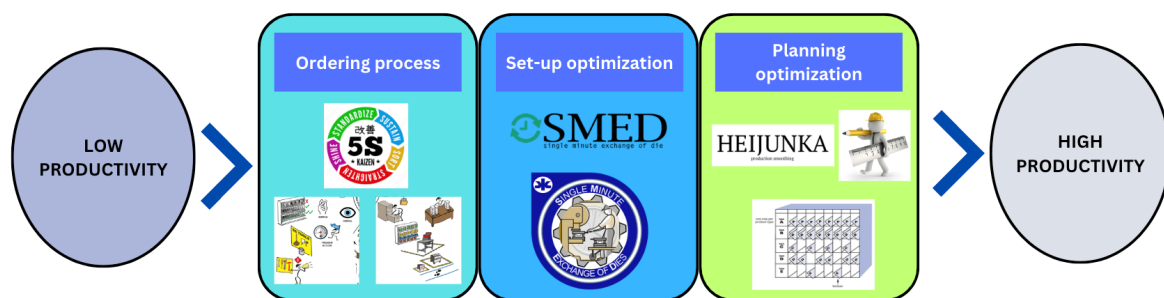 LOW
PRODUCTIVITY
Ordering process
STANDARDIZE
SUSTAIN
SORT
STRAIGHTEN
SHINE
改善
5S
KAIZEN
Set-up optimization
SMED
single minute exchange of die
SINGLE MINUTE
EXCHANGE OF DIES
Planning
optimization
HEIJUNKA
production smoothing
HIGH
PRODUCTIVITY